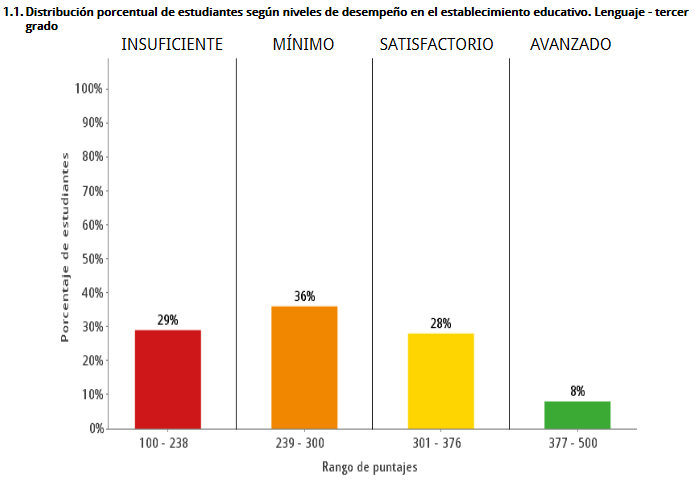 1.1. Distribución porcentual de estudiantes según niveles de desempeño en el establecimiento educativo. Lenguaje - tercer
grado
INSUFICIENTE MÍNIMO SATISFACTORIO AVANZADO
Porcentaje de estudiantes
100%
90%
80%
70%
60%
50%
40%
30%
20%
10%
0%
29%
36%
28%
8%
100 - 238 239 - 300 301 - 376 377 - 500
Rango de puntajes